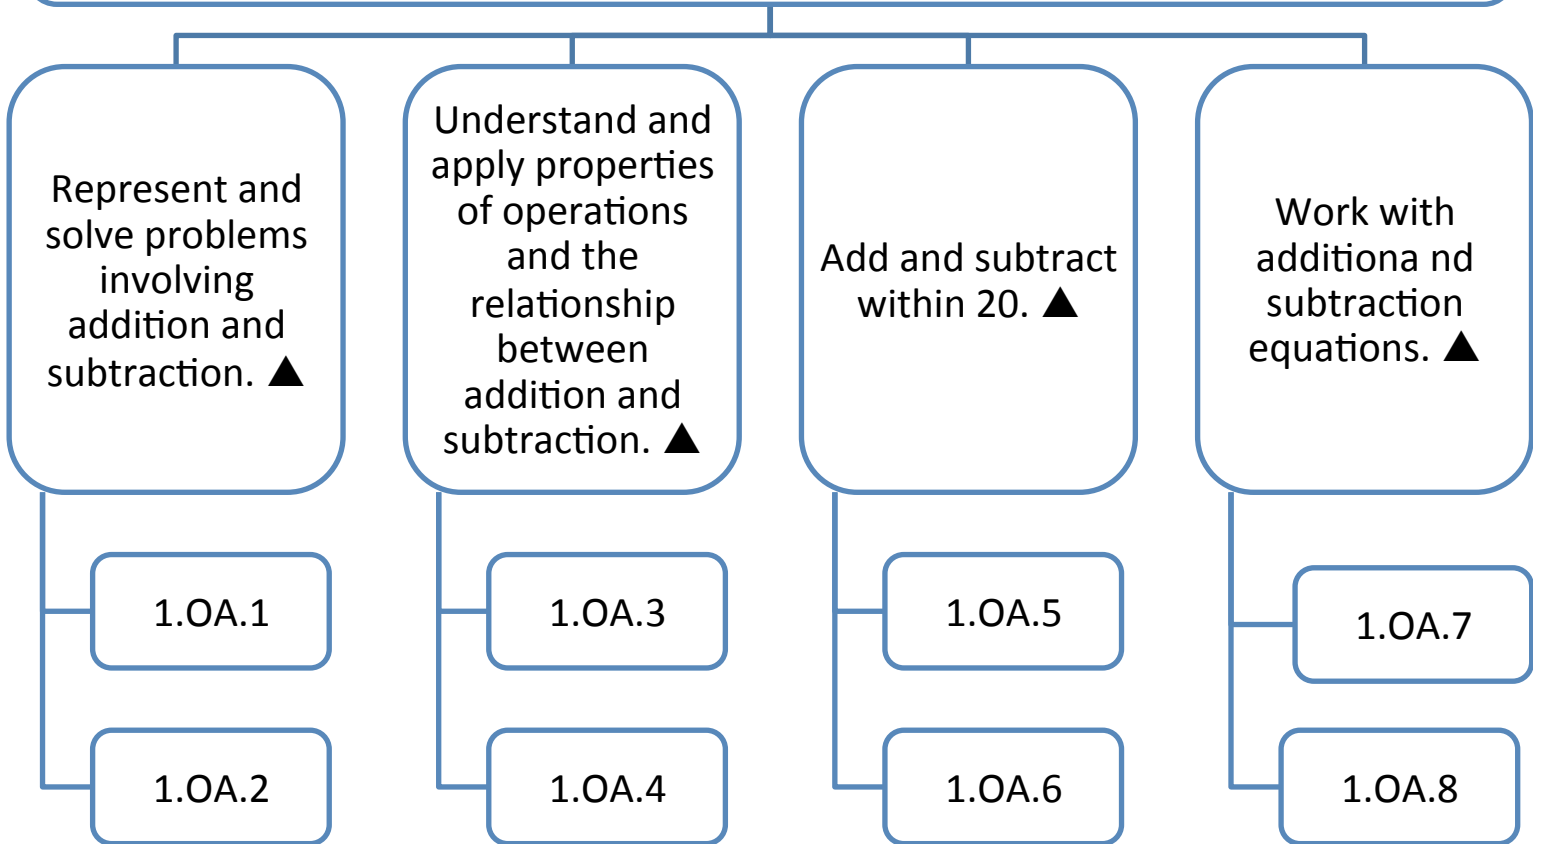 Represent and
solve problems
involving
addition and
subtraction. ▲
Understand and
apply properties
of operations
and the
relationship
between
addition and
subtraction. ▲
Add and subtract
within 20. ▲
Work with
additiona nd
subtraction
equations. ▲
1.OA.1
1.OA.3
1.OA.5
1.OA.7
1.OA.2
1.OA.4
1.OA.6
1.OA.8